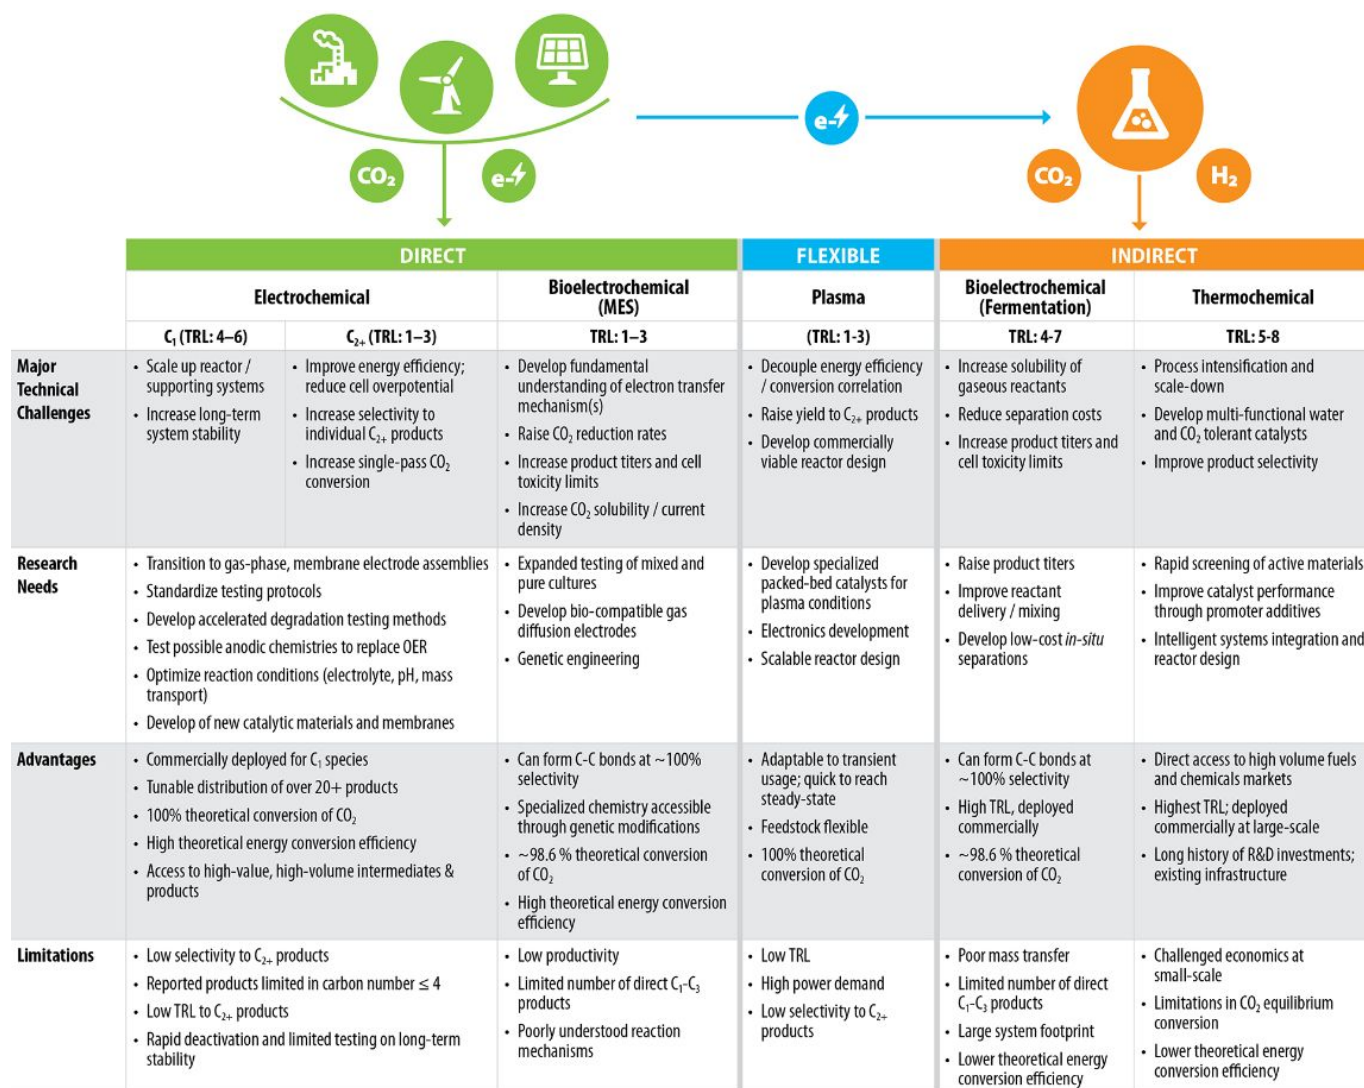 CO₂
e-
e-
CO₂
H₂
DIRECT
FLEXIBLE
INDIRECT
Electrochemical
Bioelectrochemical
(MES)
Plasma
Bioelectrochemical
(Fermentation)
Thermochemical
C₁ (TRL: 4–6)
C₂₊ (TRL: 1–3)
TRL: 1–3
(TRL: 1-3)
TRL: 4-7
TRL: 5-8
Major
Technical
Challenges
• Scale up reactor /
supporting systems
• Increase long-term
system stability
• Improve energy efficiency;
reduce cell overpotential
• Increase selectivity to
individual C₂₊ products
• Increase single-pass CO₂
conversion
• Develop fundamental
understanding of electron transfer
mechanism(s)
• Raise CO₂ reduction rates
• Increase product titers and cell
toxicity limits
• Increase CO₂ solubility / current
density
• Decouple energy efficiency
/ conversion correlation
• Raise yield to C₂₊ products
• Develop commercially
viable reactor design
• Increase solubility of
gaseous reactants
• Reduce separation costs
• Increase product titers and
cell toxicity limits
• Process intensification and
scale-down
• Develop multi-functional water
and CO₂ tolerant catalysts
• Improve product selectivity
Research
Needs
• Transition to gas-phase, membrane electrode assemblies
• Standardize testing protocols
• Develop accelerated degradation testing methods
• Test possible anodic chemistries to replace OER
• Optimize reaction conditions (electrolyte, pH, mass
transport)
• Develop of new catalytic materials and membranes
• Expanded testing of mixed and
pure cultures
• Develop bio-compatible gas
diffusion electrodes
• Genetic engineering
• Develop specialized
packed-bed catalysts for
plasma conditions
• Electronics development
• Scalable reactor design
• Raise product titers
• Improve reactant
delivery / mixing
• Develop low-cost in-situ
separations
• Rapid screening of active materials
• Improve catalyst performance
through promoter additives
• Intelligent systems integration and
reactor design
Advantages
• Commercially deployed for C₁ species
• Tunable distribution of over 20+ products
• 100% theoretical conversion of CO₂
• High theoretical energy conversion efficiency
• Access to high-value, high-volume intermediates &
products
• Can form C-C bonds at ~100%
selectivity
• Specialized chemistry accessible
through genetic modifications
• ~98.6 % theoretical conversion
of CO₂
• High theoretical energy conversion
efficiency
• Adaptable to transient
usage; quick to reach
steady-state
• Feedstock flexible
• 100% theoretical
conversion of CO₂
• Can form C-C bonds at
~100% selectivity
• High TRL, deployed
commercially
• ~98.6 % theoretical
conversion of CO₂
• Direct access to high volume fuels
and chemicals markets
• Highest TRL; deployed
commercially at large-scale
• Long history of R&D investments;
existing infrastructure
Limitations
• Low selectivity to C₂₊ products
• Reported products limited in carbon number ≤ 4
• Low TRL to C₂₊ products
• Rapid deactivation and limited testing on long-term
stability
• Low productivity
• Limited number of direct C₁-C₃
products
• Poorly understood reaction
mechanisms
• Low TRL
• High power demand
• Low selectivity to C₂₊
products
• Poor mass transfer
• Limited number of direct
C₁-C₃ products
• Large system footprint
• Lower theoretical energy
conversion efficiency
• Challenged economics at
small-scale
• Limitations in CO₂ equilibrium
conversion
• Lower theoretical energy
conversion efficiency